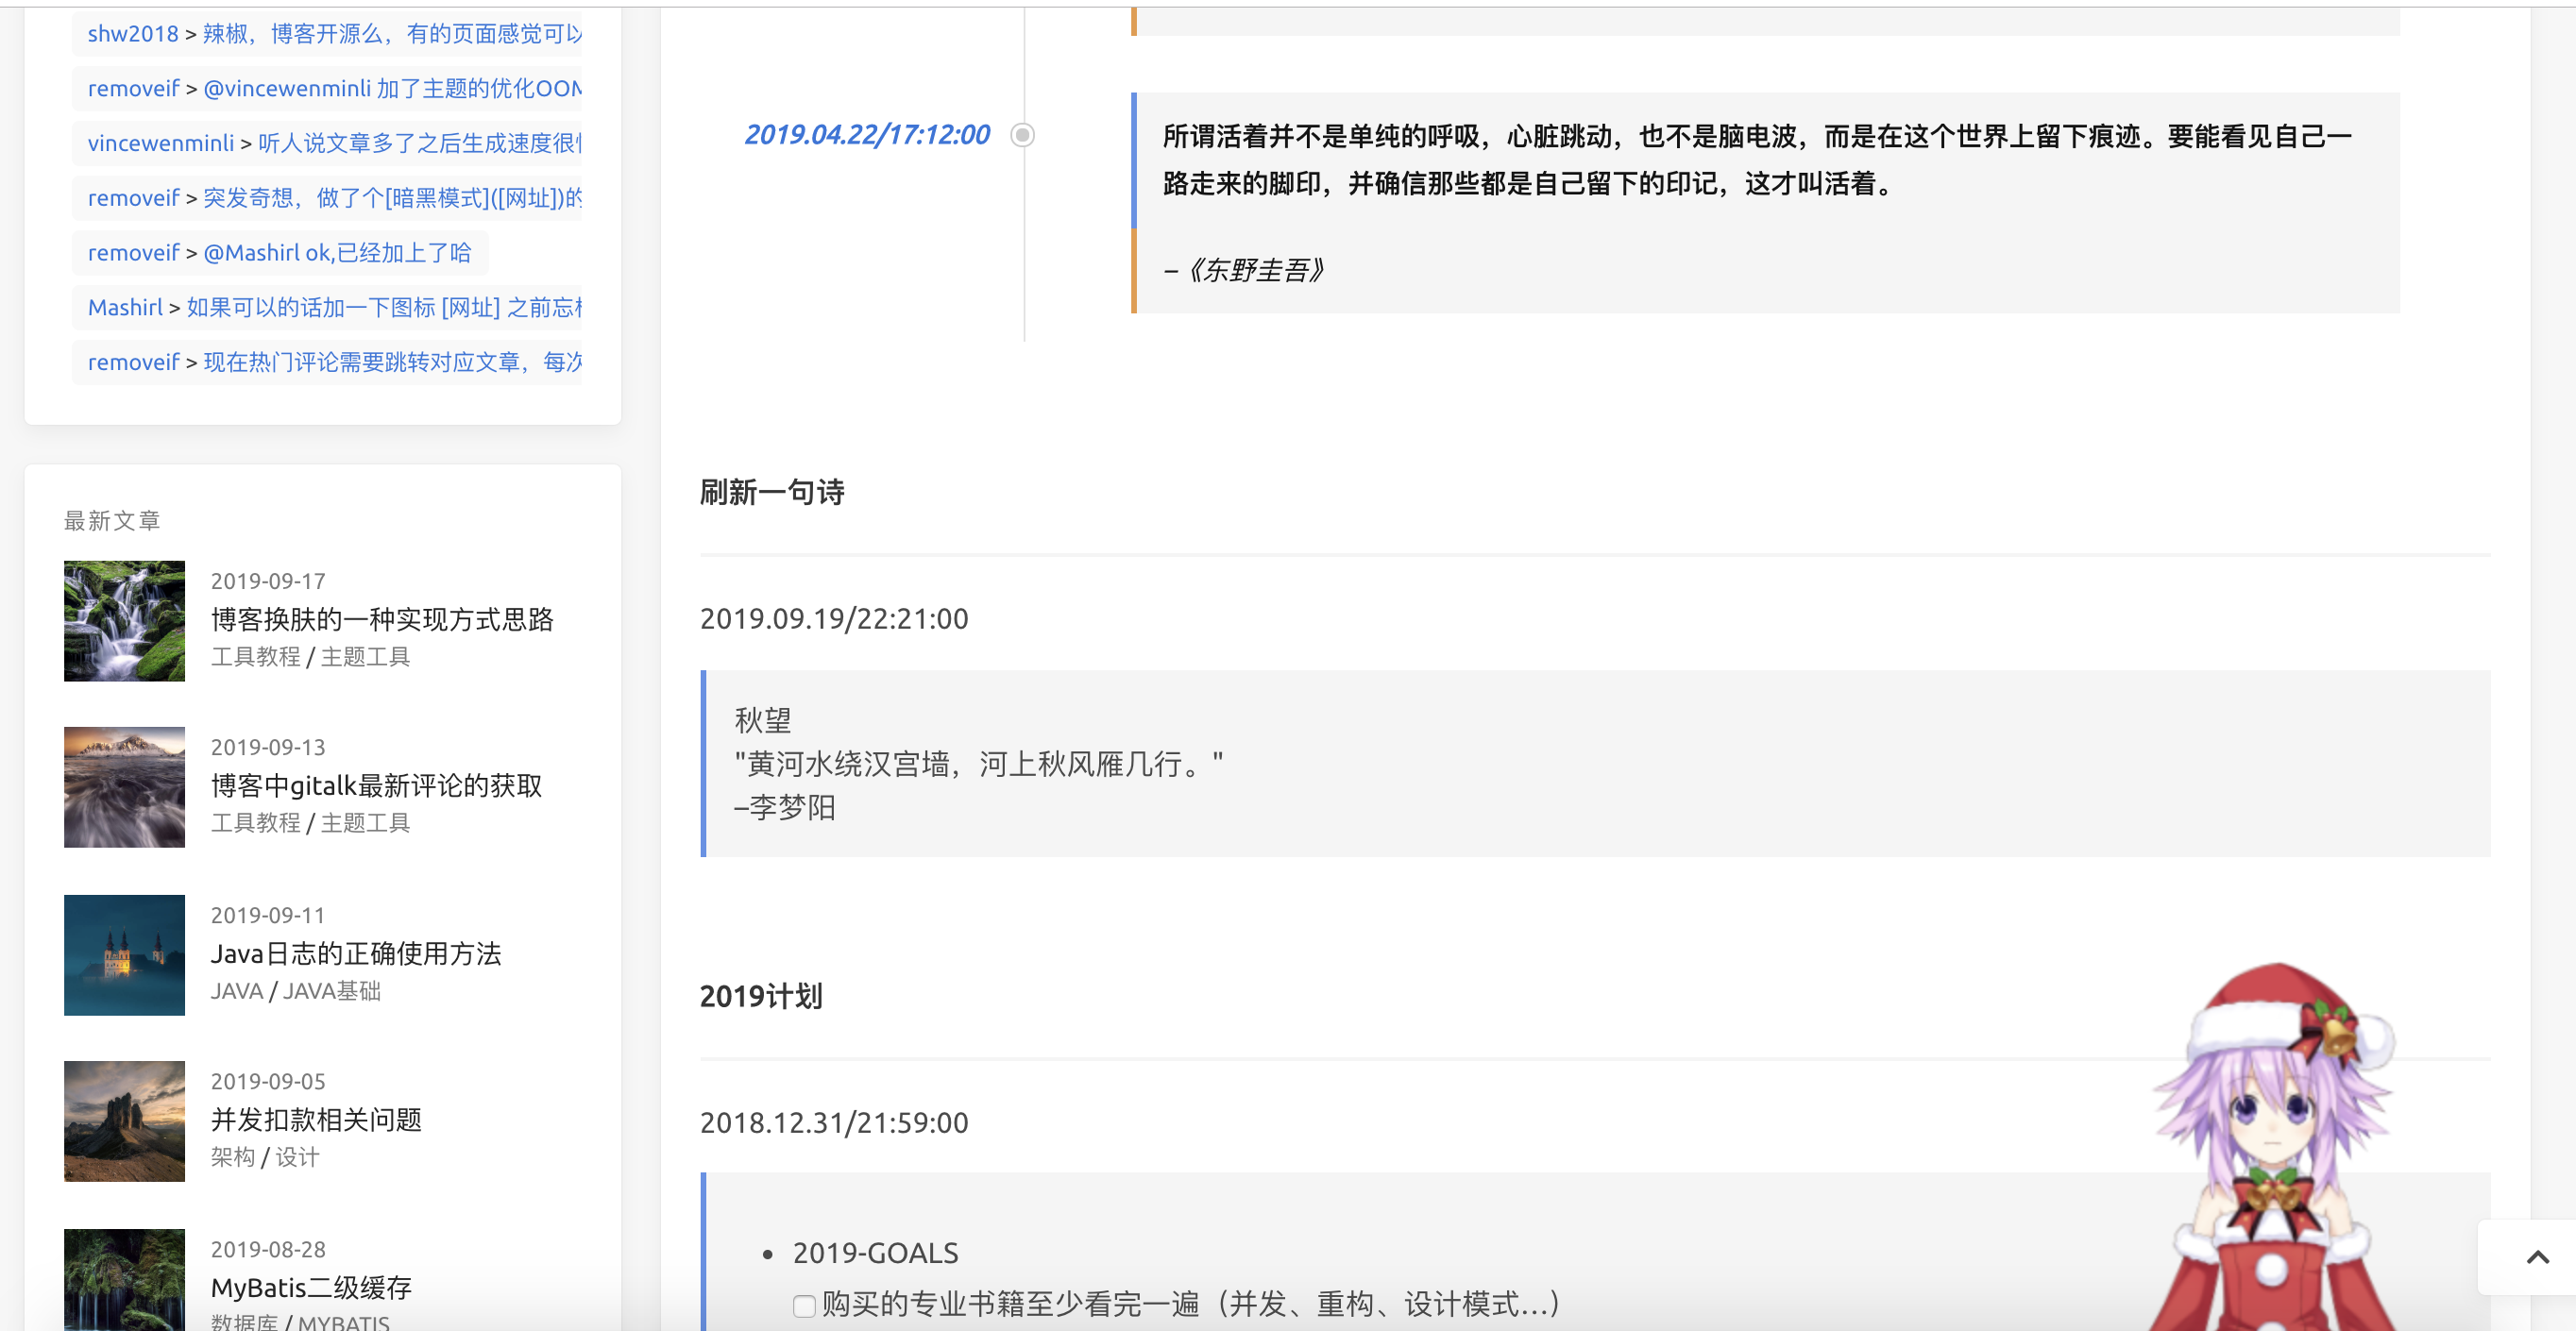 shw2018 > 辣椒，博客开源么，有的页面感觉可以
removeif > @vincewenminli 加了主题的优化OOM
vincewenminli > 听人说文章多了之后生成速度很
removeif > 突发奇想，做了个[暗黑模式]([网址])的
removeif > @Mashirl ok,已经加上了哈
Mashirl > 如果可以的话加一下图标 [网址] 之前忘
removeif > 现在热门评论需要跳转对应文章，每次
最新文章
2019-09-17
博客换肤的一种实现方式思路
工具教程 / 主题工具
2019-09-13
博客中gitalk最新评论的获取
工具教程 / 主题工具
2019-09-11
Java日志的正确使用方法
JAVA / JAVA基础
2019-09-05
并发扣款相关问题
架构 / 设计
2019-08-28
MyBatis二级缓存
数据库 / MYBATIS
2019.04.22/17:12:00
所谓活着并不是单纯的呼吸，心脏跳动，也不是脑电波，而是在这个世界上留下痕迹。要能看见自己一
路走来的脚印，并确信那些都是自己留下的印记，这才叫活着。
–《东野圭吾》
刷新一句诗
2019.09.19/22:21:00
秋望
"黄河水绕汉宫墙，河上秋风雁几行。"
–李梦阳
2019计划
2018.12.31/21:59:00
2019-GOALS
购买的专业书籍至少看完一遍（并发、重构、设计模式...）